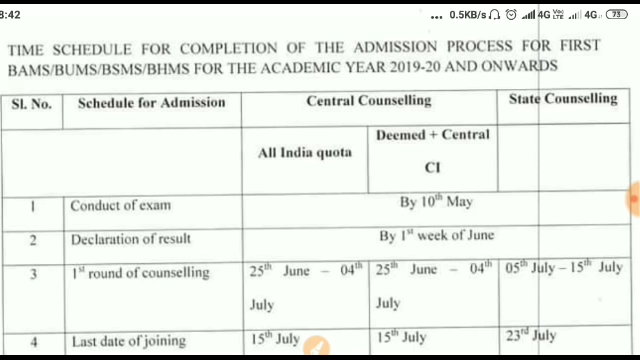 8:42 ... 0.5KB/s 4G VoLTE 4G 73
TIME SCHEDULE FOR COMPLETION OF THE ADMISSION PROCESS FOR FIRST
BAMS/BUMS/BSMS/BHMS FOR THE ACADEMIC YEAR 2019-20 AND ONWARDS
Sl. No. Schedule for Admission Central Counselling State Counselling
All India quota Deemed + Central
CI
1 Conduct of exam By 10th May
2 Declaration of result By 1st week of June
3 1st round of counselling 25th June – 04th 25th June – 04th 05th July – 15th July
July July
4 Last date of joining 15th July 15th July 23rd July